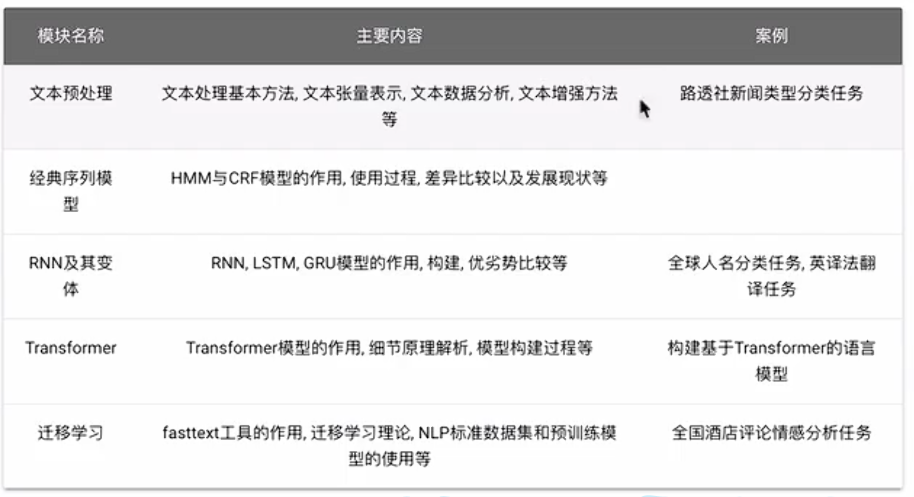 模块名称 主要内容 案例
文本预处理 文本处理基本方法, 文本张量表示, 文本数据分析, 文本增强方法 路透社新闻类型分类任务
等
经典序列模 HMM与CRF模型的作用, 使用过程, 差异比较以及发展现状等
型
RNN及其变 RNN, LSTM, GRU模型的作用, 构建, 优劣势比较等 全球人名分类任务, 英译法翻
体 译任务
Transformer Transformer模型的作用, 细节原理解析, 模型构建过程等 构建基于Transformer的语言
模型
迁移学习 fasttext工具的作用, 迁移学习理论, NLP标准数据集和预训练模 全国酒店评论情感分析任务
型的使用等